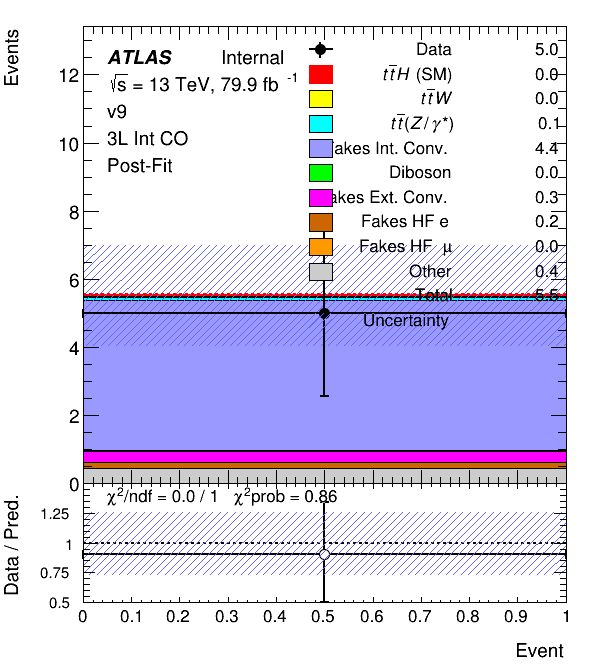 Events
ATLAS Internal
√s = 13 TeV, 79.9 fb⁻¹
v9
3L Int CO
Post-Fit
Data 5.0
tt̄H (SM) 0.0
tt̄W 0.0
tt̄(Z/γ*) 0.1
akes Int. Conv. 4.4
Diboson 0.0
akes Ext. Conv. 0.3
Fakes HF e 0.2
Fakes HF μ 0.0
Other 0.4
Total 5.5
Uncertainty
12
10
8
6
4
2
0
χ²/ndf = 0.0 / 1 χ²prob = 0.86
Data / Pred.
1.25
1
0.75
0.5
0 0.1 0.2 0.3 0.4 0.5 0.6 0.7 0.8 0.9 1
Event